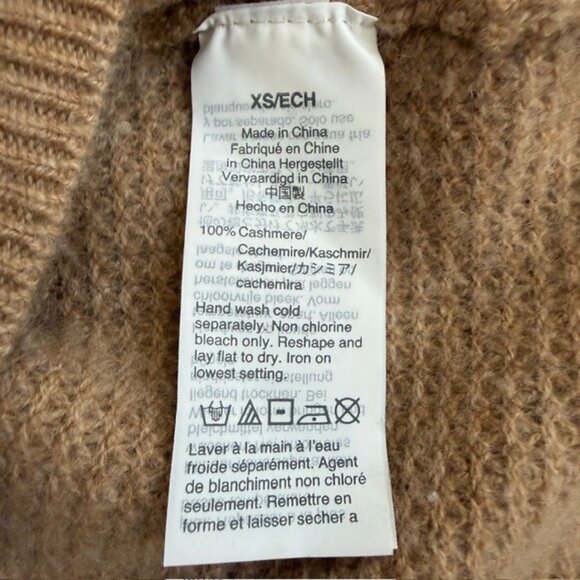 XS/ECH
Made in China
Fabriqué en Chine
in China Hergestellt
Vervaardigd in China
中国製
Hecho en China
100% Cashmere/
Cachemire/Kaschmir/
Kasjmier/カシミア/
cachemira
Hand wash cold
separately. Non chlorine
bleach only. Reshape and
lay flat to dry. Iron on
lowest setting.
Laver à la main à l'eau
froide séparément. Agent
de blanchiment non chloré
seulement. Remettre en
forme et laisser secher a